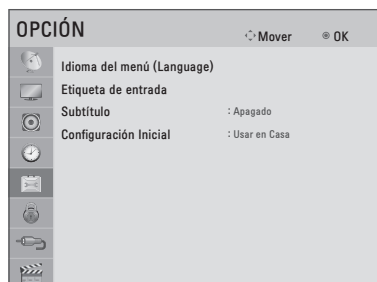 OPCIÓN
Mover
OK
Idioma del menú (Language)
Etiqueta de entrada
Subtítulo : Apagado
Configuración Inicial : Usar en Casa